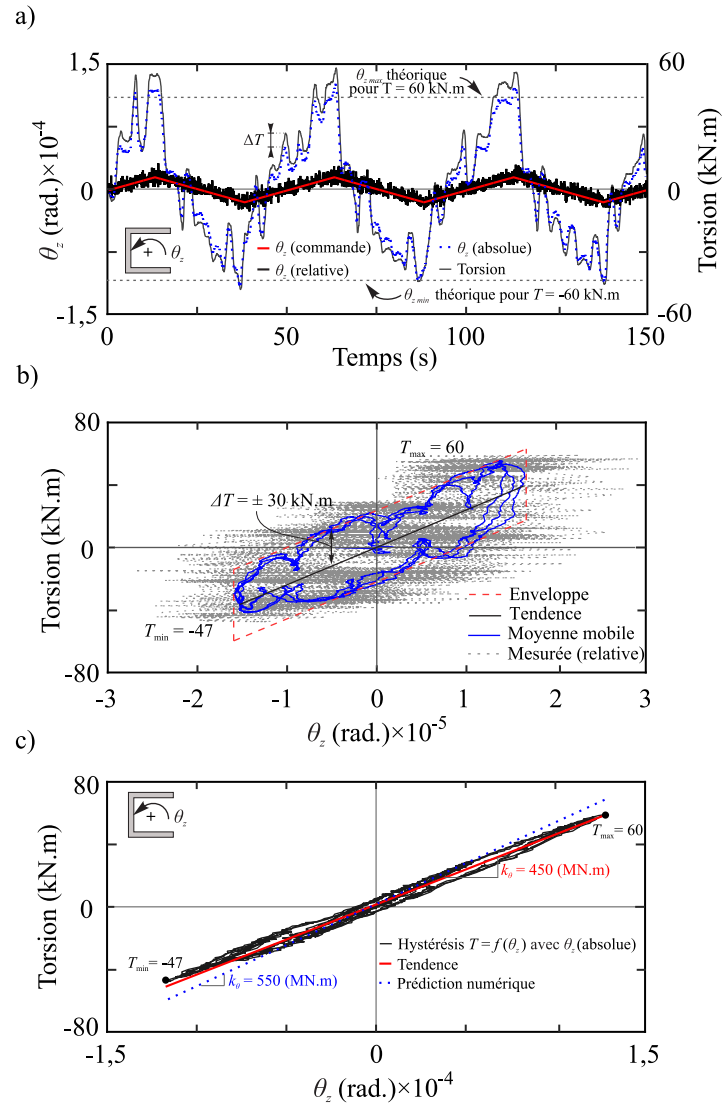 a)
θz (rad.)×10-4
1,5
0
-1,5
θz max théorique
pour T = 60 kN.m
ΔT
θz
θz (commande)
θz (relative)
θz (absolue)
Torsion
θz min théorique pour T = -60 kN.m
60
0
-60
Torsion (kN.m)
0
50
100
150
Temps (s)
b)
Torsion (kN.m)
80
0
-80
Tmax = 60
ΔT = ± 30 kN.m
Tmin = -47
Enveloppe
Tendence
Moyenne mobile
Mesurée (relative)
-3
-2
-1
0
1
2
3
θz (rad.)×10-5
c)
Torsion (kN.m)
80
0
-80
θz
Tmax = 60
kθ = 450 (MN.m)
Tmin = -47
kθ = 550 (MN.m)
Hystérésis T = f(θz) avec θz (absolue)
Tendence
Prédiction numérique
-1,5
0
1,5
θz (rad.)×10-4